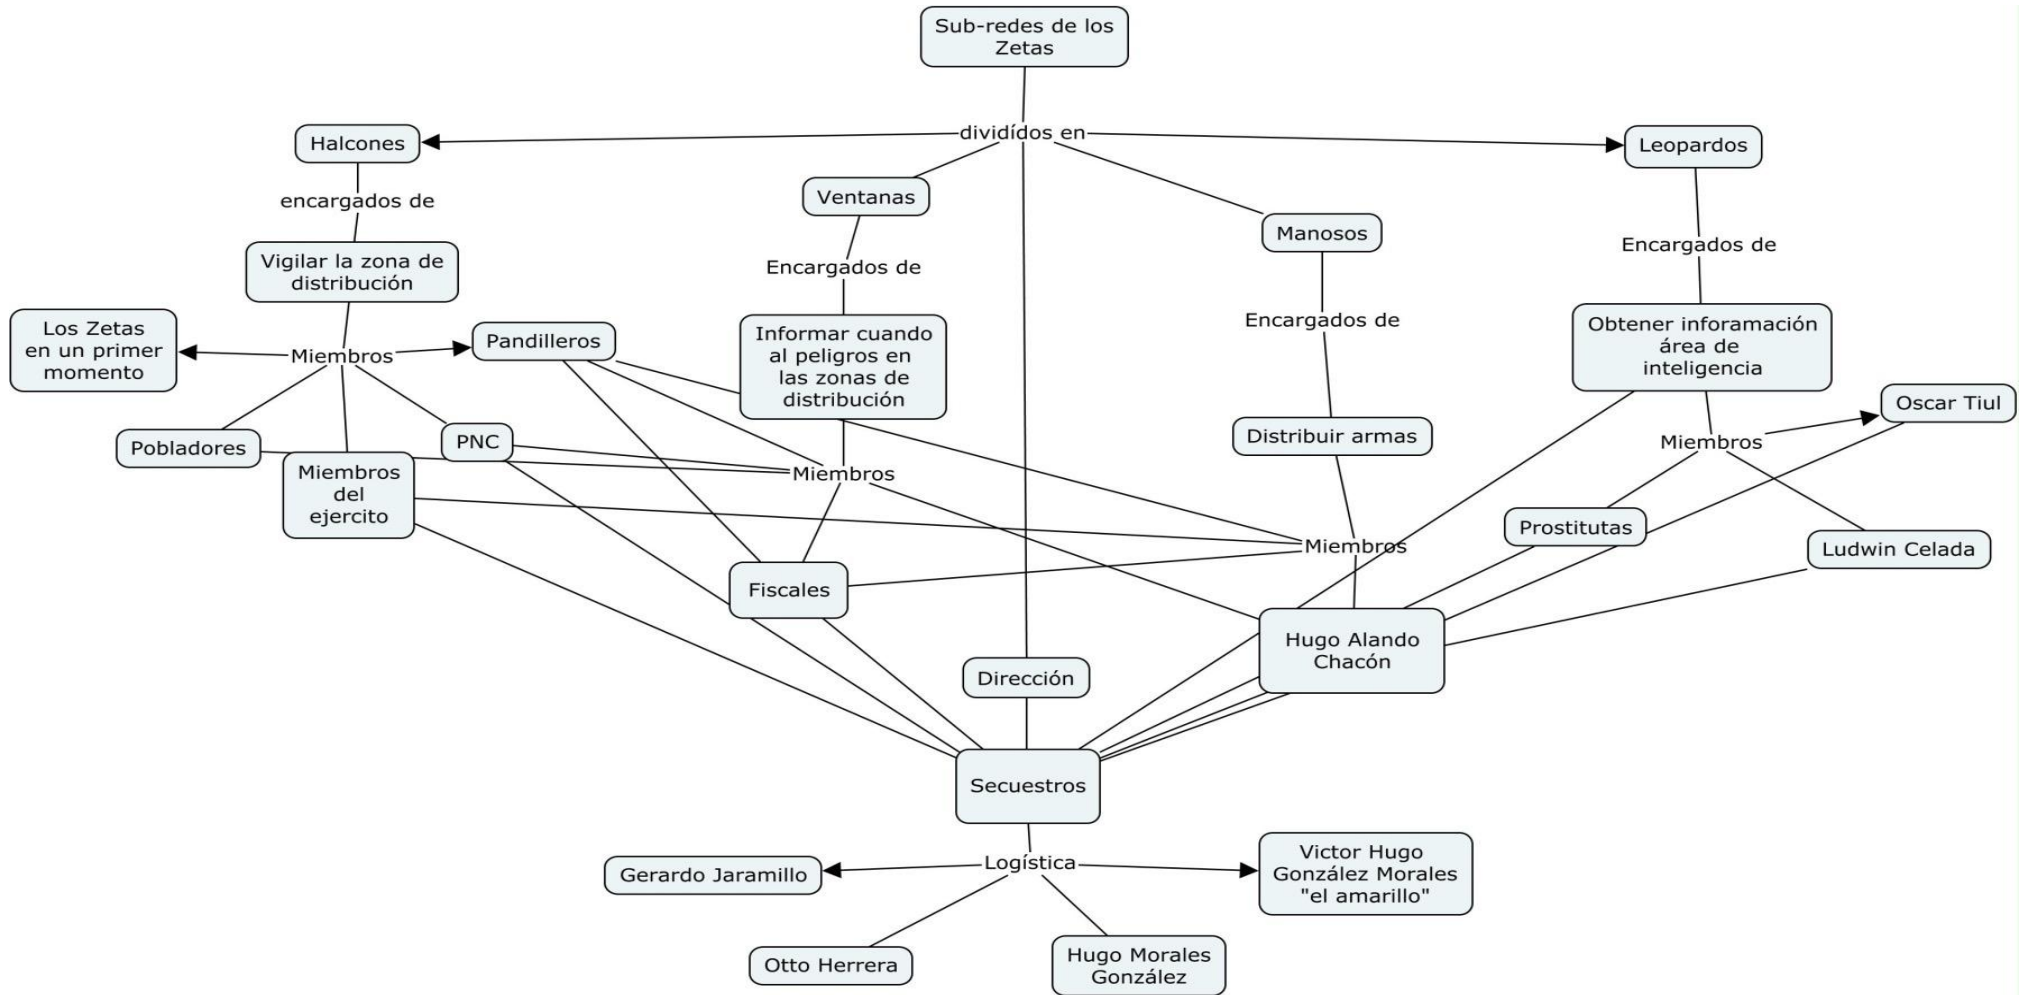 Sub-redes de los
Zetas
divídidos en
Halcones
Leopardos
Ventanas
Manosos
encargados de
Encargados de
Encargados de
Encargados de
Vigilar la zona de
distribución
Los Zetas
en un primer
momento
Miembros
Pandilleros
Informar cuando
al peligros en
las zonas de
distribución
Obtener inforamación
área de
inteligencia
Oscar Tiul
Pobladores
PNC
Miembros
del
ejercito
Miembros
Distribuir armas
Miembros
Prostitutas
Ludwin Celada
Miembros
Fiscales
Hugo Alando
Chacón
Dirección
Secuestros
Logística
Gerardo Jaramillo
Victor Hugo
González Morales
"el amarillo"
Otto Herrera
Hugo Morales
González